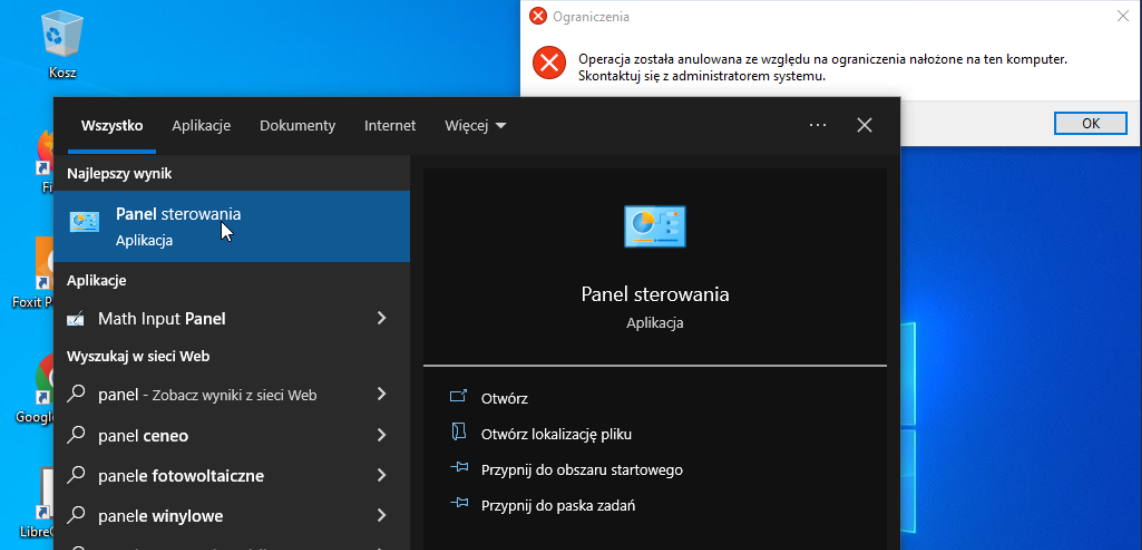 Kosz
Ograniczenia
Operacja została anulowana ze względu na ograniczenia nałożone na ten komputer.
Skontaktuj się z administratorem systemu.
OK
Wszystko
Aplikacje
Dokumenty
Internet
Więcej
Najlepszy wynik
Panel sterowania
Aplikacja
Aplikacje
Math Input Panel
Wyszukaj w sieci Web
panel - Zobacz wyniki z sieci Web
panel ceneo
panele fotowoltaiczne
panele winylowe
Panel sterowania
Aplikacja
Otwórz
Otwórz lokalizację pliku
Przypnij do obszaru startowego
Przypnij do paska zadań
Fi
Foxit P
Googl
Libre